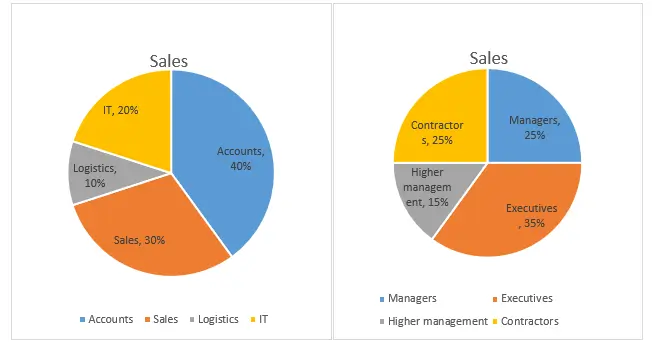 Sales
IT, 20%
Accounts,
40%
Logistics,
10%
Sales, 30%
Accounts Sales Logistics IT
Sales
Contractor
s, 25%
Managers,
25%
Higher
managem
ent, 15%
Executives
, 35%
Managers Executives
Higher management Contractors